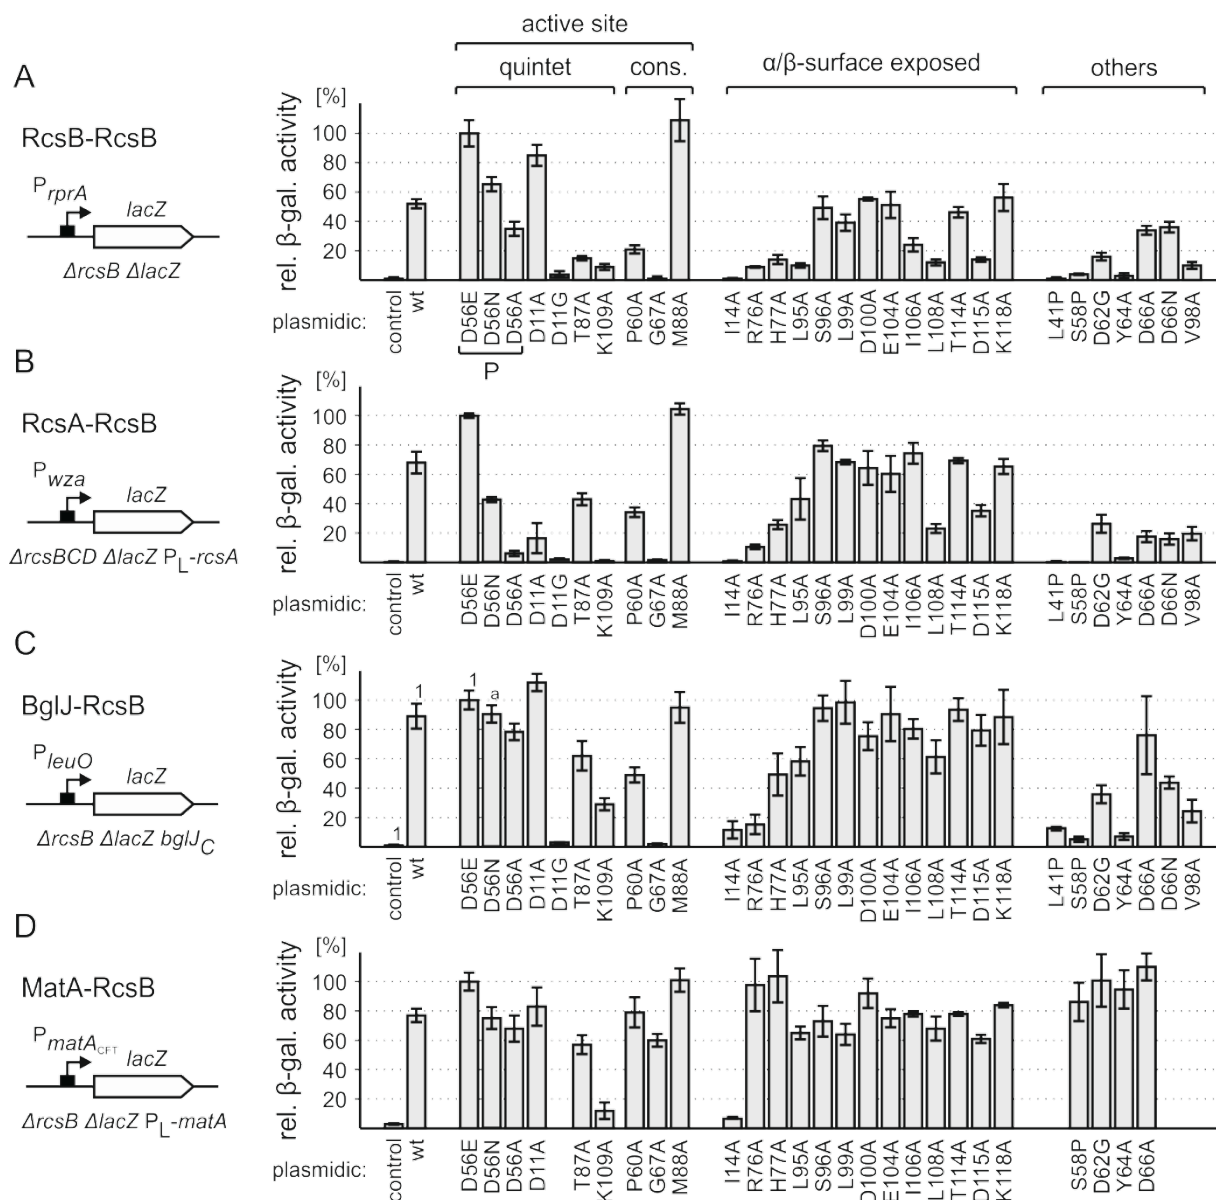 active site
quintet cons. α/β-surface exposed others
A
RcsB-RcsB
PrprA lacZ
ΔrcsB ΔlacZ
rel. β-gal. activity [%]
100
80
60
40
20
plasmidic: control wt D56E D56N D56A D11A D11G T87A K109A P60A G67A M88A I14A R76A H77A L95A S96A L99A D100A E104A I106A L108A T114A D115A K118A L41P S58P D62G Y64A D66A D66N V98A
P
B
RcsA-RcsB
Pwza lacZ
ΔrcsBCD ΔlacZ PL-rcsA
rel. β-gal. activity [%]
100
80
60
40
20
plasmidic: control wt D56E D56N D56A D11A D11G T87A K109A P60A G67A M88A I14A R76A H77A L95A S96A L99A D100A E104A I106A L108A T114A D115A K118A L41P S58P D62G Y64A D66A D66N V98A
C
BglJ-RcsB
PleuO lacZ
ΔrcsB ΔlacZ bglJC
rel. β-gal. activity [%]
100
80
60
40
20
1 1 1 a
plasmidic: control wt D56E D56N D56A D11A D11G T87A K109A P60A G67A M88A I14A R76A H77A L95A S96A L99A D100A E104A I106A L108A T114A D115A K118A L41P S58P D62G Y64A D66A D66N V98A
D
MatA-RcsB
PmatACFT lacZ
ΔrcsB ΔlacZ PL-matA
rel. β-gal. activity [%]
100
80
60
40
20
plasmidic: control wt D56E D56N D56A D11A T87A K109A P60A G67A M88A I14A R76A H77A L95A S96A L99A D100A E104A I106A L108A T114A D115A K118A S58P D62G Y64A D66A